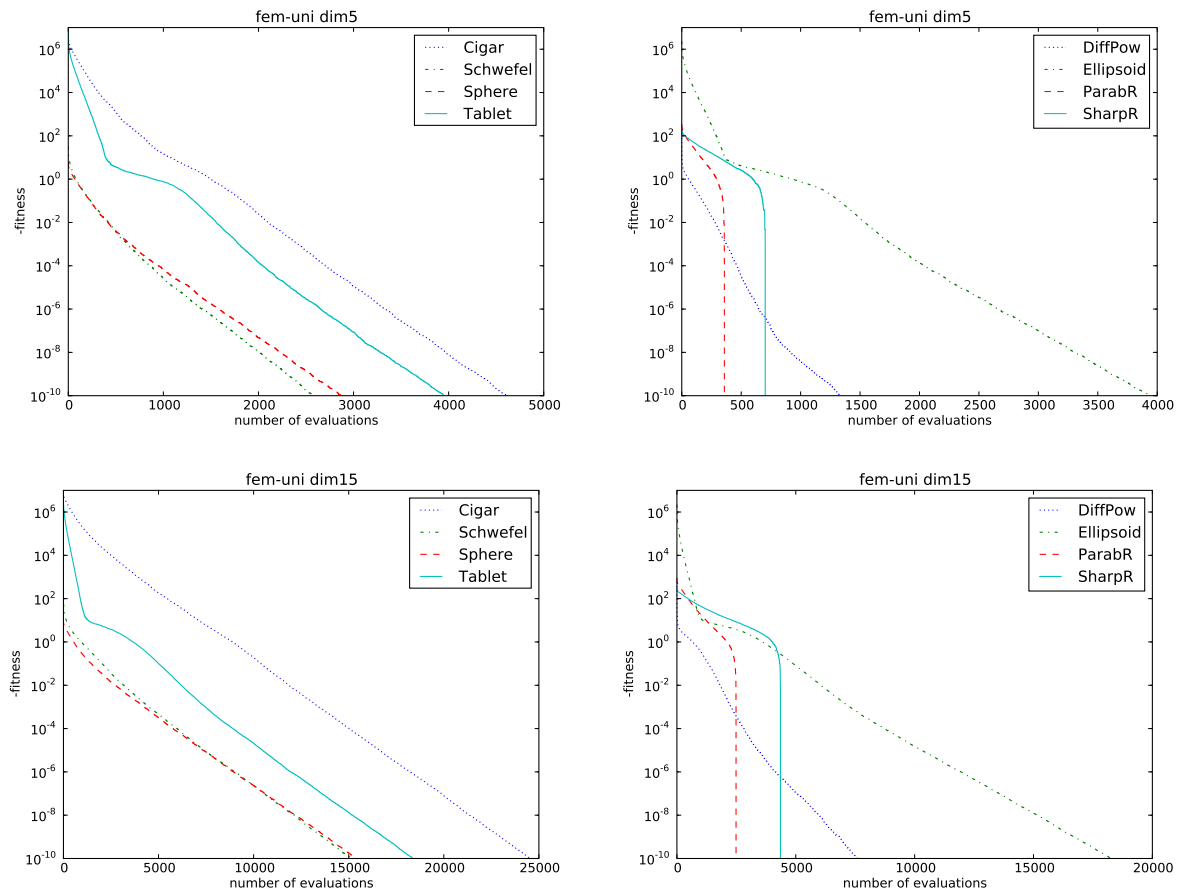 fem-uni dim5
-fitness
10^6
10^4
10^2
10^0
10^-2
10^-4
10^-6
10^-8
10^-10
Cigar
Schwefel
Sphere
Tablet
0 1000 2000 3000 4000 5000
number of evaluations
fem-uni dim5
-fitness
10^6
10^4
10^2
10^0
10^-2
10^-4
10^-6
10^-8
10^-10
DiffPow
Ellipsoid
ParabR
SharpR
0 500 1000 1500 2000 2500 3000 3500 4000
number of evaluations
fem-uni dim15
-fitness
10^6
10^4
10^2
10^0
10^-2
10^-4
10^-6
10^-8
10^-10
Cigar
Schwefel
Sphere
Tablet
0 5000 10000 15000 20000 25000
number of evaluations
fem-uni dim15
-fitness
10^6
10^4
10^2
10^0
10^-2
10^-4
10^-6
10^-8
10^-10
DiffPow
Ellipsoid
ParabR
SharpR
0 5000 10000 15000 20000
number of evaluations